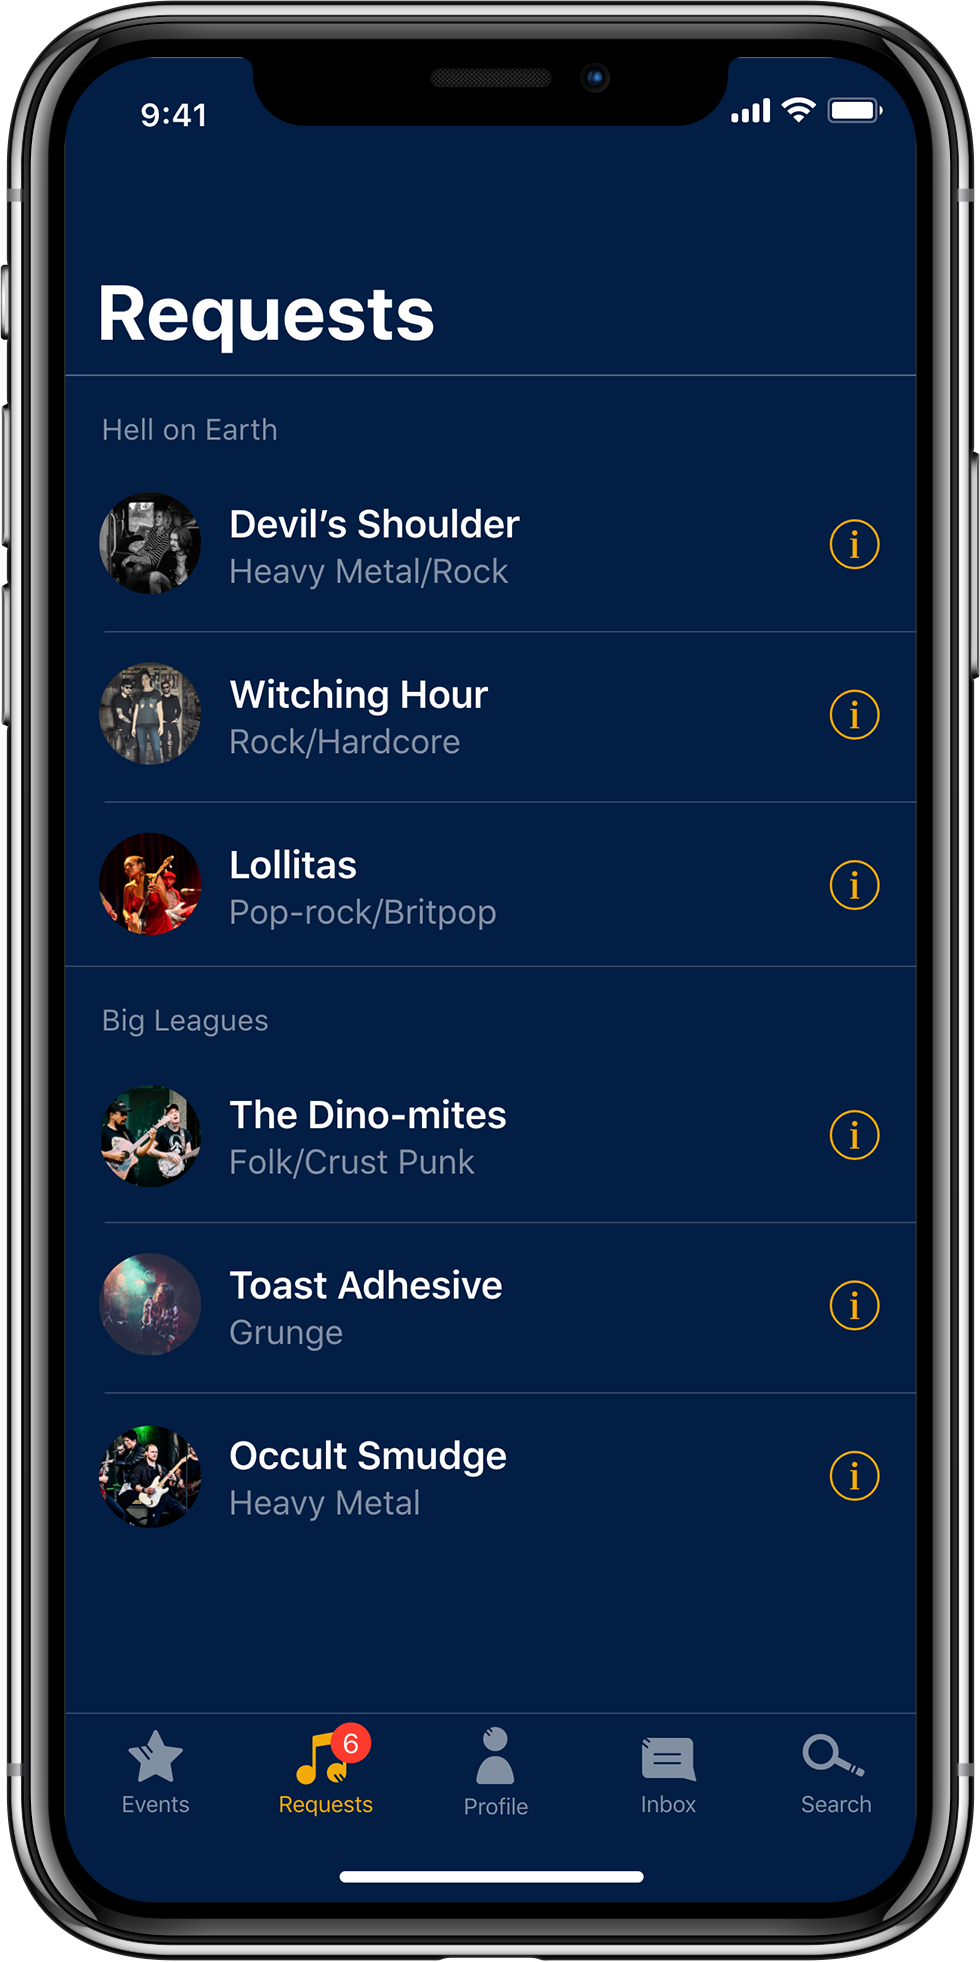 9:41
Requests
Hell on Earth
Devil’s Shoulder
Heavy Metal/Rock
i
Witching Hour
Rock/Hardcore
i
Lollitas
Pop-rock/Britpop
i
Big Leagues
The Dino-mites
Folk/Crust Punk
i
Toast Adhesive
Grunge
i
Occult Smudge
Heavy Metal
i
6
Events
Requests
Profile
Inbox
Search